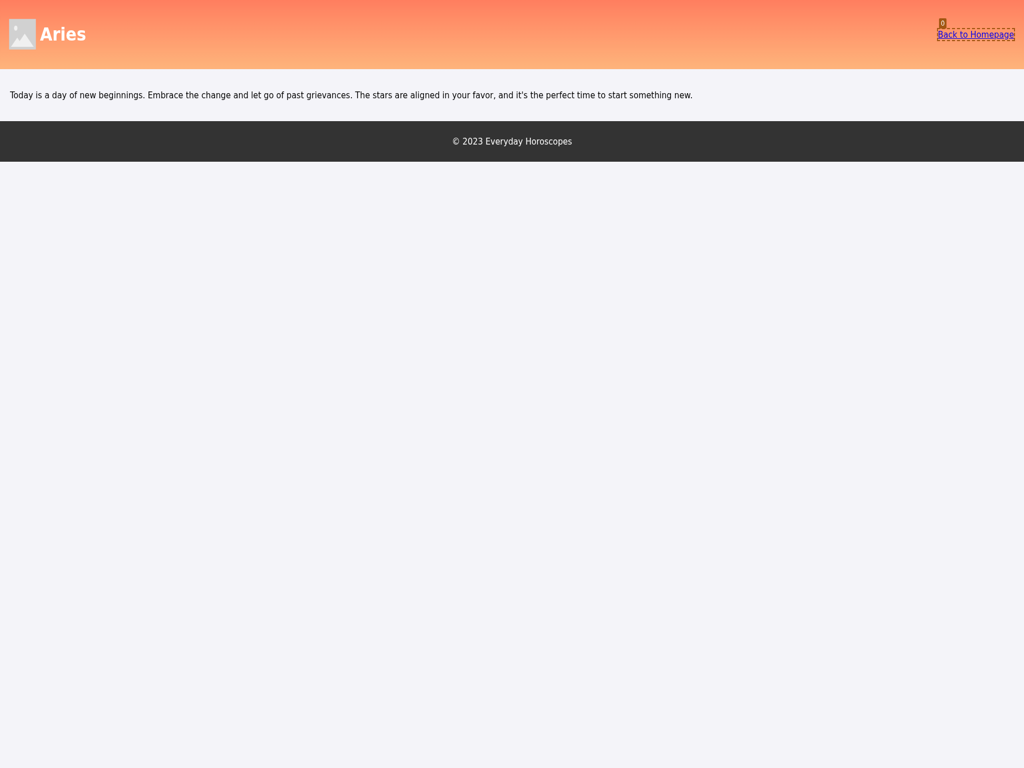 Aries
0
Back to Homepage
Today is a day of new beginnings. Embrace the change and let go of past grievances. The stars are aligned in your favor, and it's the perfect time to start something new.
© 2023 Everyday Horoscopes